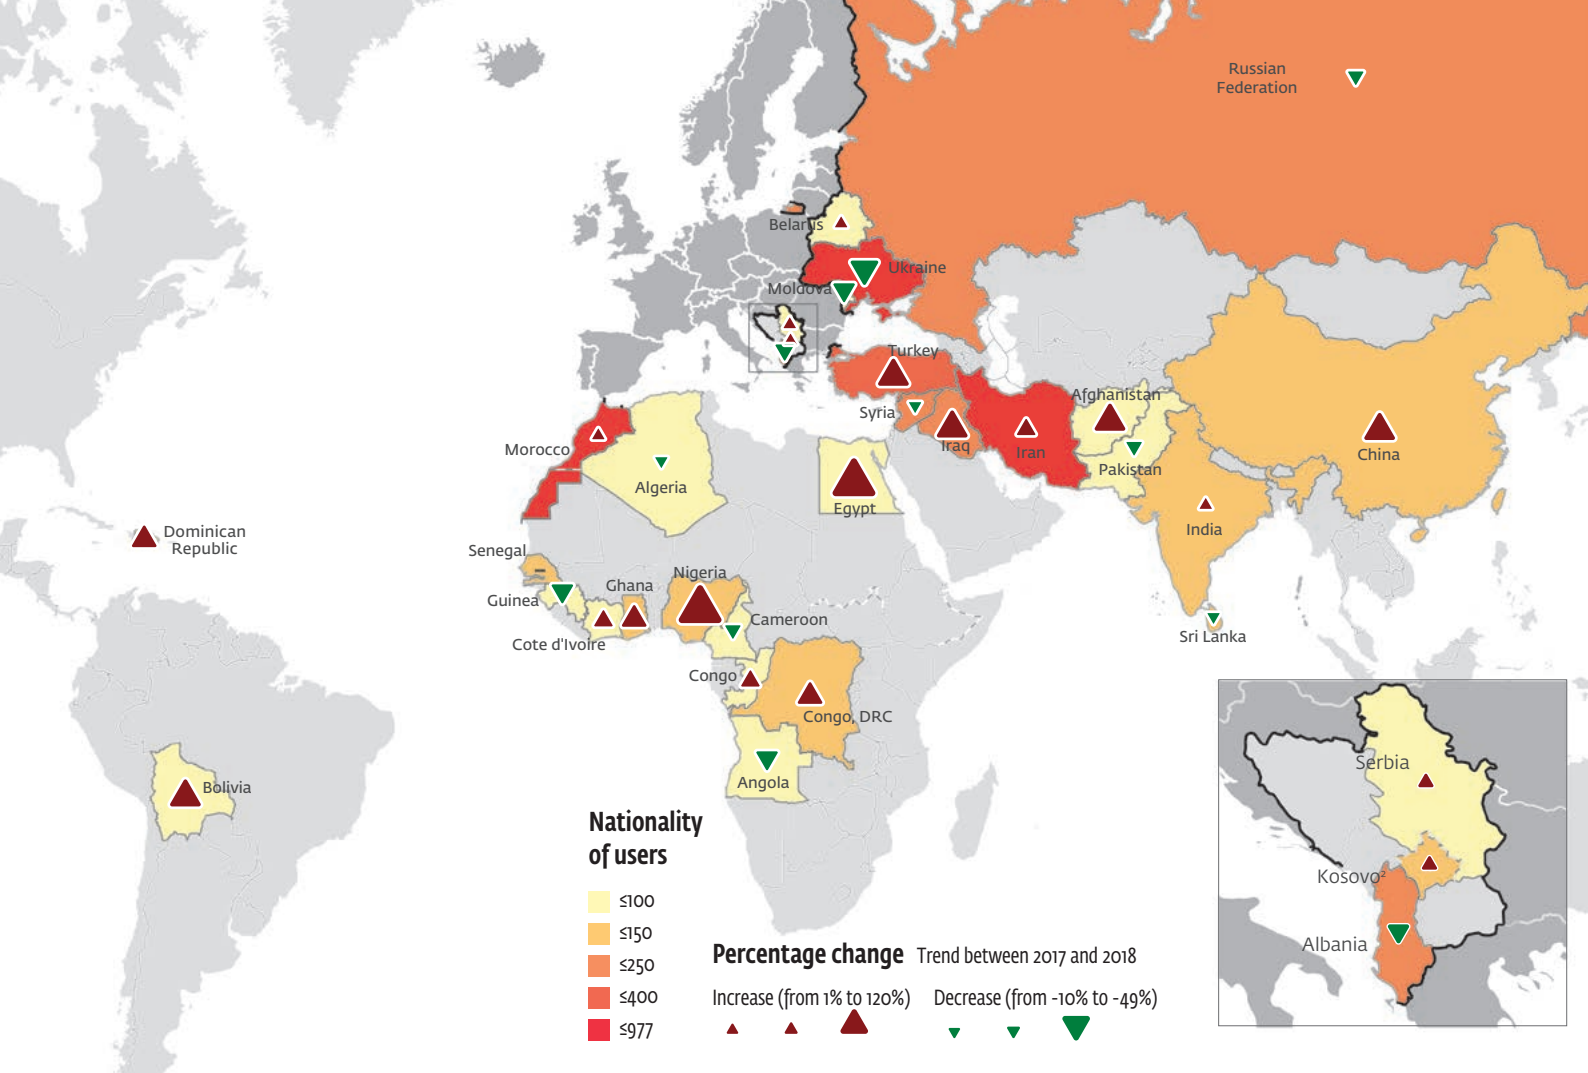 Russian
Federation
Belarus
Ukraine
Moldova
Turkey
Afghanistan
Syria
Iraq
Iran
Pakistan
China
Morocco
Algeria
Egypt
India
Dominican
Republic
Senegal
Nigeria
Ghana
Guinea
Cameroon
Cote d'Ivoire
Sri Lanka
Congo
Congo, DRC
Angola
Bolivia
Serbia
Kosovo²
Albania
Nationality
of users
≤100
≤150
≤250
≤400
≤977
Percentage change Trend between 2017 and 2018
Increase (from 1% to 120%) Decrease (from -10% to -49%)